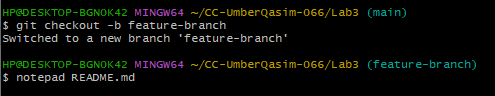 HP@DESKTOP-BGNOK42 MINGW64 ~/CC-UmberQasim-066/Lab3 (main)
$ git checkout -b feature-branch
Switched to a new branch 'feature-branch'
HP@DESKTOP-BGNOK42 MINGW64 ~/CC-UmberQasim-066/Lab3 (feature-branch)
$ notepad README.md